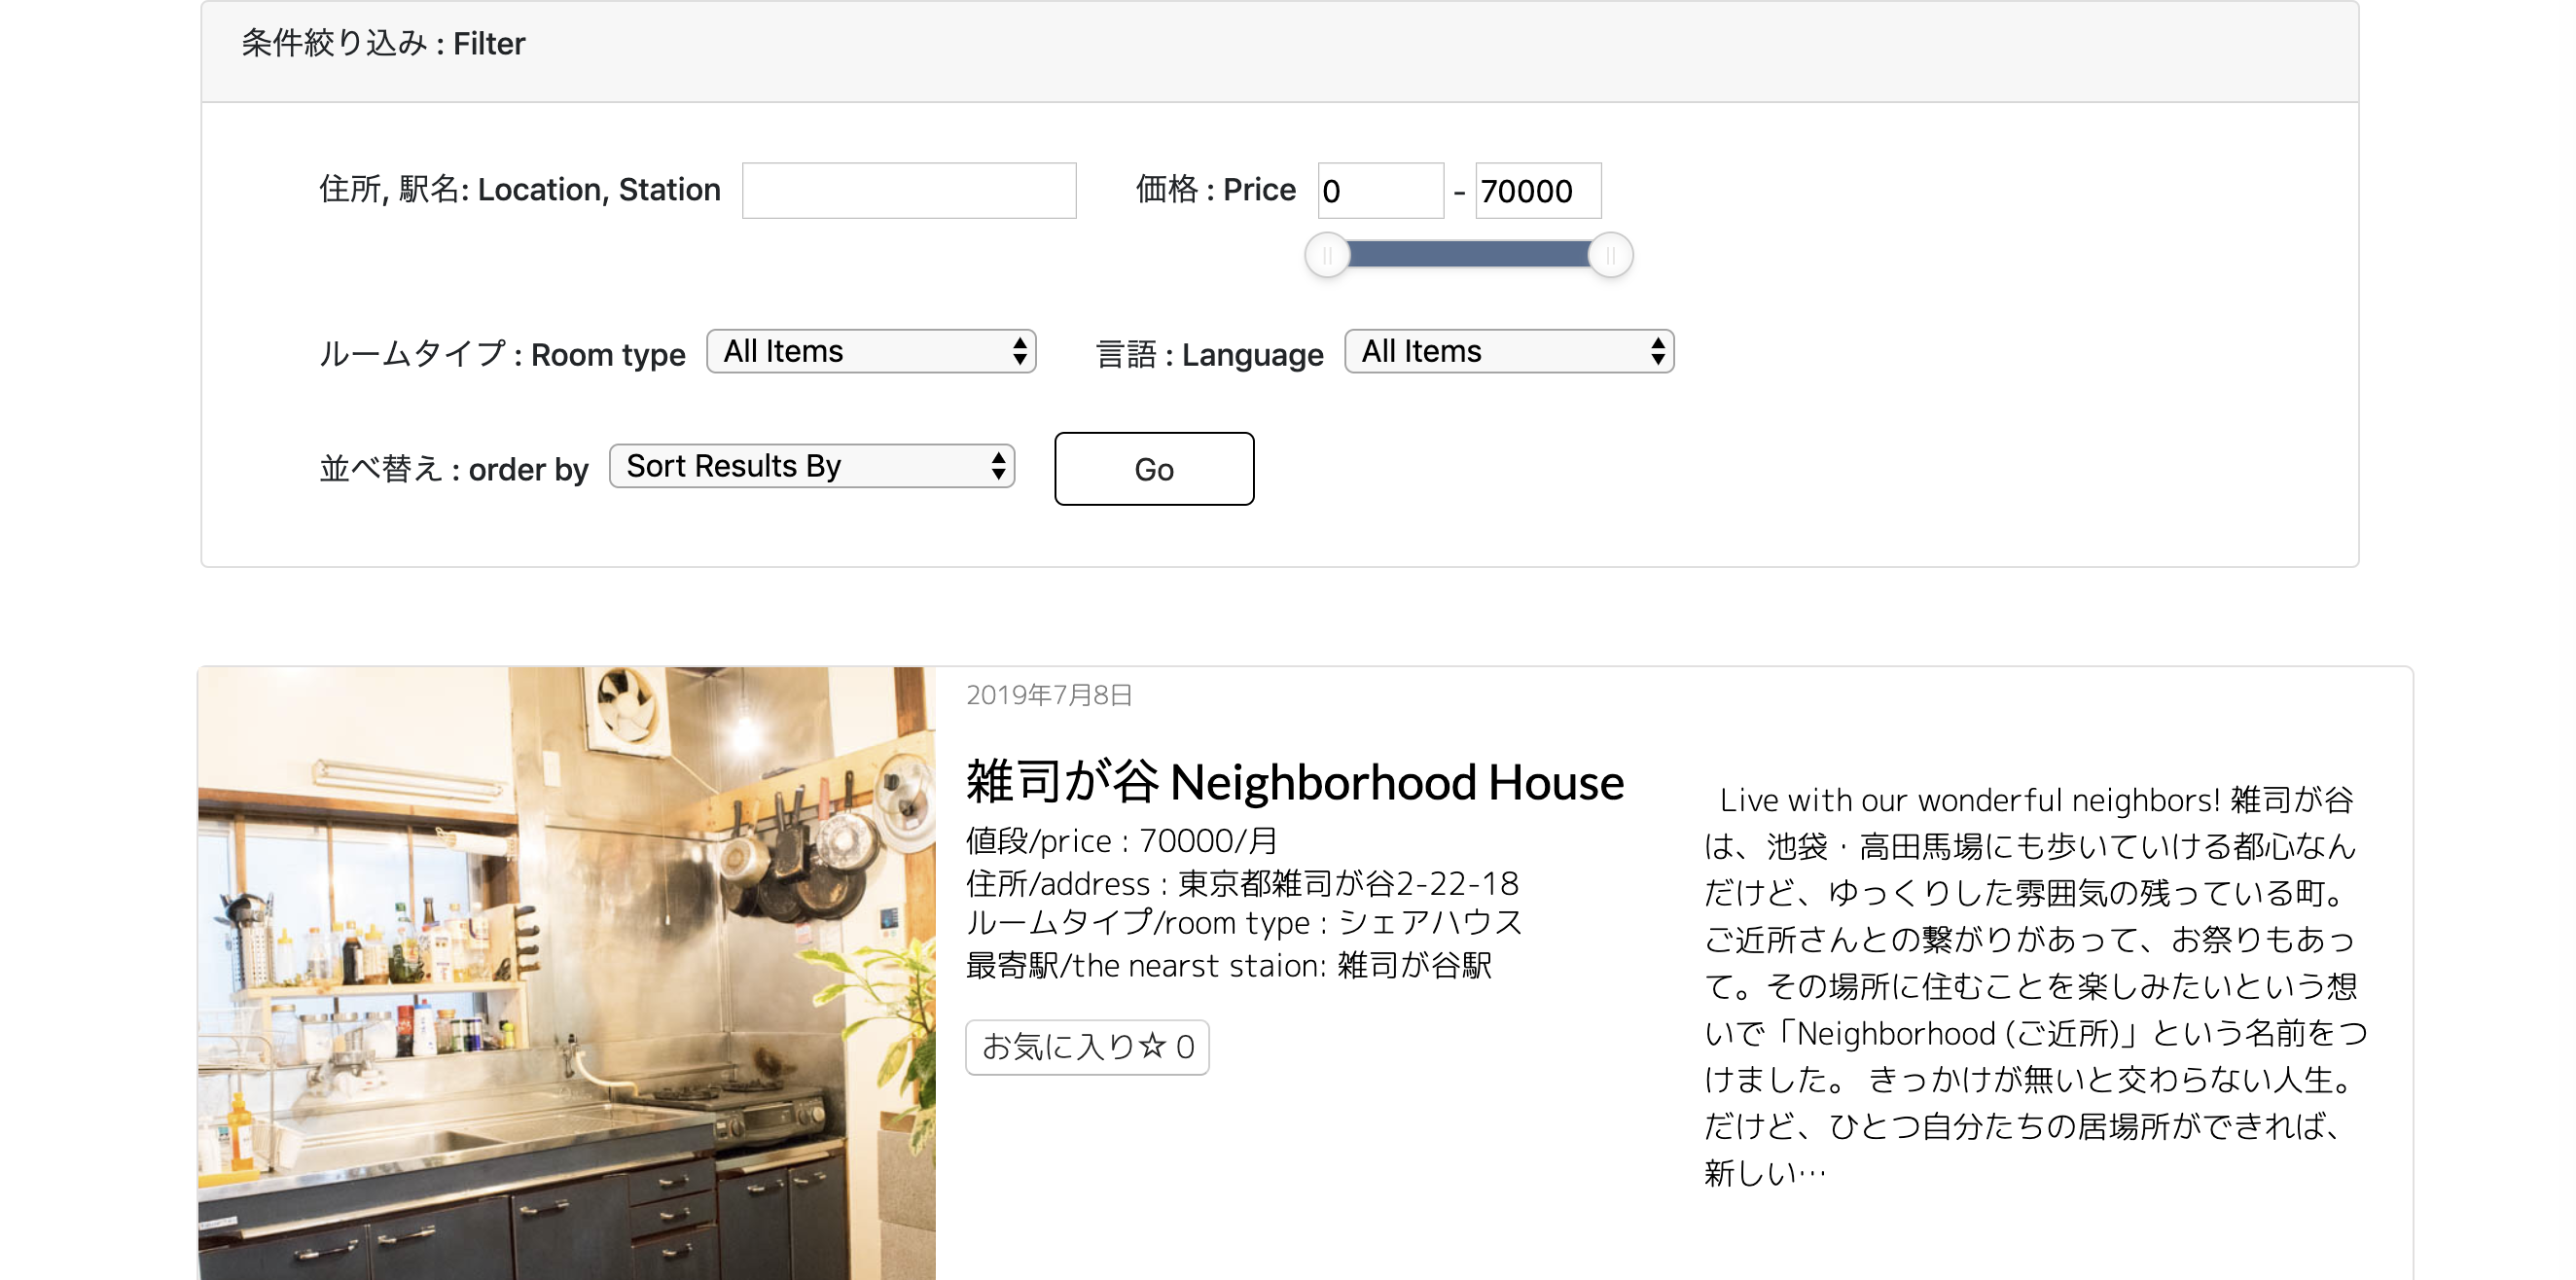 条件絞り込み : Filter
住所, 駅名: Location, Station
価格 : Price 0 - 70000
ルームタイプ : Room type All Items
言語 : Language All Items
並べ替え : order by Sort Results By Go
2019年7月8日
雑司が谷 Neighborhood House
値段/price : 70000/月
住所/address : 東京都雑司が谷2-22-18
ルームタイプ/room type : シェアハウス
最寄駅/the nearst staion: 雑司が谷駅
お気に入り☆ 0
Live with our wonderful neighbors! 雑司が谷
は、池袋・高田馬場にも歩いていける都心なん
だけど、ゆっくりした雰囲気の残っている町。
ご近所さんとの繋がりがあって、お祭りもあっ
て。その場所に住むことを楽しみたいという想
いで「Neighborhood (ご近所)」という名前をつ
けました。 きっかけが無いと交わらない人生。
だけど、ひとつ自分たちの居場所ができれば、
新しい…